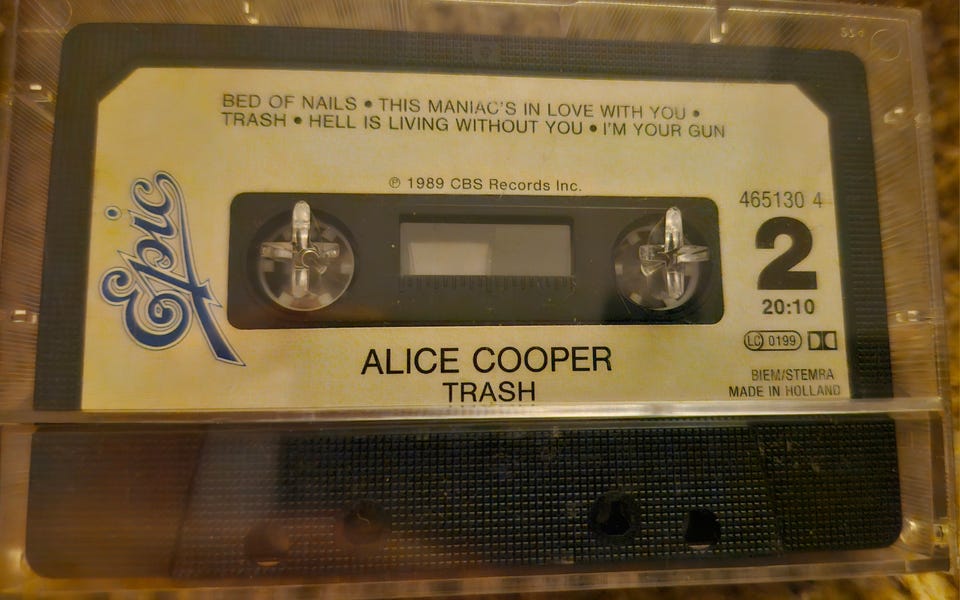 BED OF NAILS • THIS MANIAC'S IN LOVE WITH YOU •
TRASH • HELL IS LIVING WITHOUT YOU • I'M YOUR GUN
℗ 1989 CBS Records Inc.
Epic
465130 4
2
20:10
LC 0199
ALICE COOPER
TRASH
BIEM/STEMRA
MADE IN HOLLAND